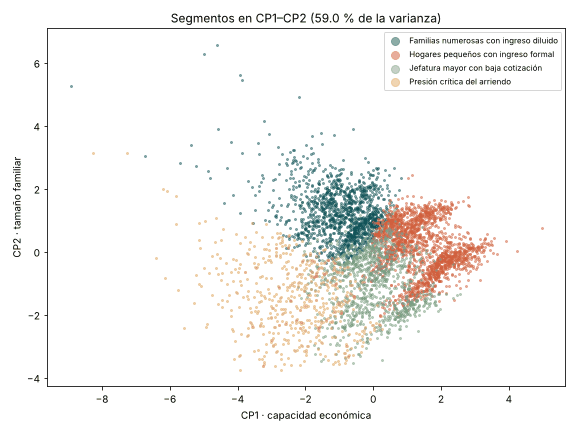 Segmentos en CP1–CP2 (59.0 % de la varianza)
Familias numerosas con ingreso diluido
Hogares pequeños con ingreso formal
Jefatura mayor con baja cotización
Presión crítica del arriendo
CP2 · tamaño familiar
6
4
2
0
−2
−4
−8
−6
−4
−2
0
2
4
CP1 · capacidad económica